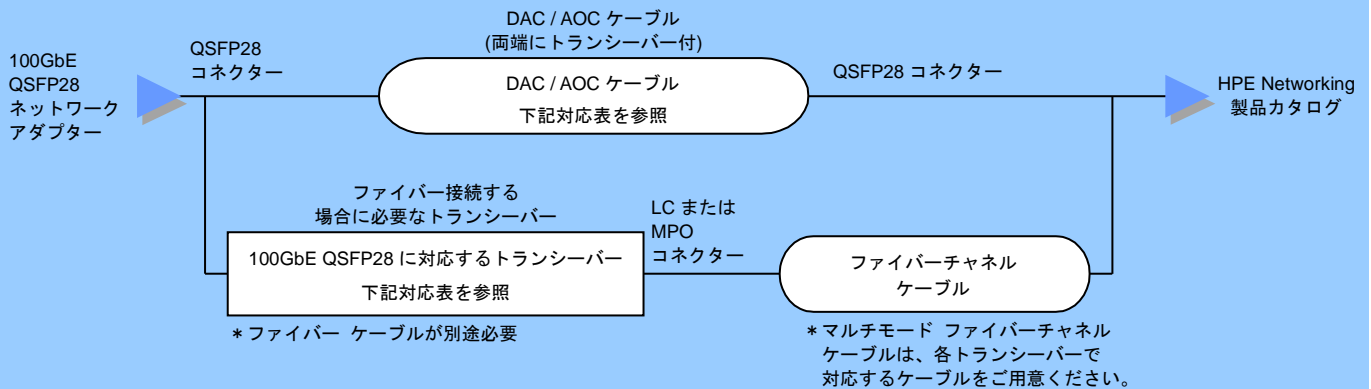 100GbE
QSFP28
ネットワーク
アダプター
QSFP28
コネクター
DAC / AOC ケーブル
(両端にトランシーバー付)
DAC / AOC ケーブル
下記対応表を参照
QSFP28 コネクター
HPE Networking
製品カタログ
ファイバー接続する
場合に必要なトランシーバー
100GbE QSFP28 に対応するトランシーバー
下記対応表を参照
＊ファイバー ケーブルが別途必要
LC または
MPO
コネクター
ファイバーチャネル
ケーブル
＊マルチモード ファイバーチャネル
ケーブルは、各トランシーバーで
対応するケーブルをご用意ください。